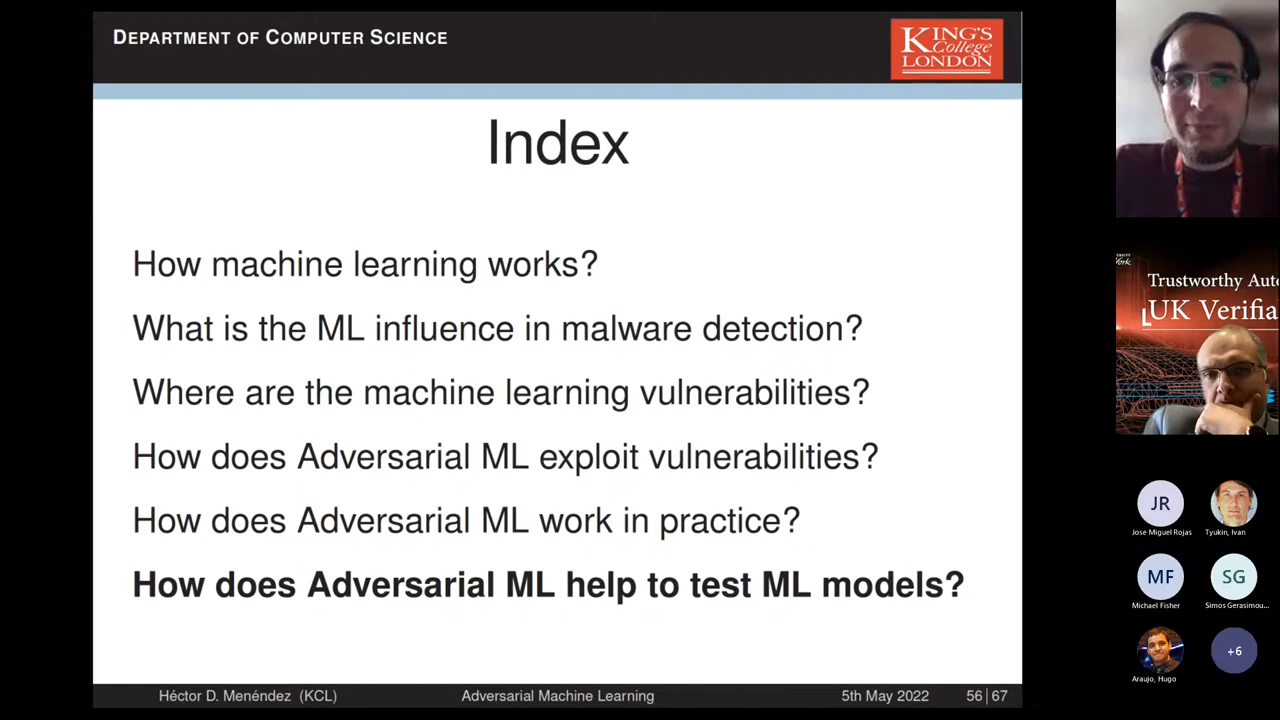 DEPARTMENT OF COMPUTER SCIENCE
KING'S
College
LONDON
Index
How machine learning works?
What is the ML influence in malware detection?
Where are the machine learning vulnerabilities?
How does Adversarial ML exploit vulnerabilities?
How does Adversarial ML work in practice?
How does Adversarial ML help to test ML models?
Héctor D. Menéndez (KCL) Adversarial Machine Learning 5th May 2022 56|67
Trustworthy Auto
UK Verifia
JR
Jose Miguel Rojas
Tyukin, Ivan
MF
Michael Fisher
SG
Simos Gerasimou...
Araujo, Hugo
+6